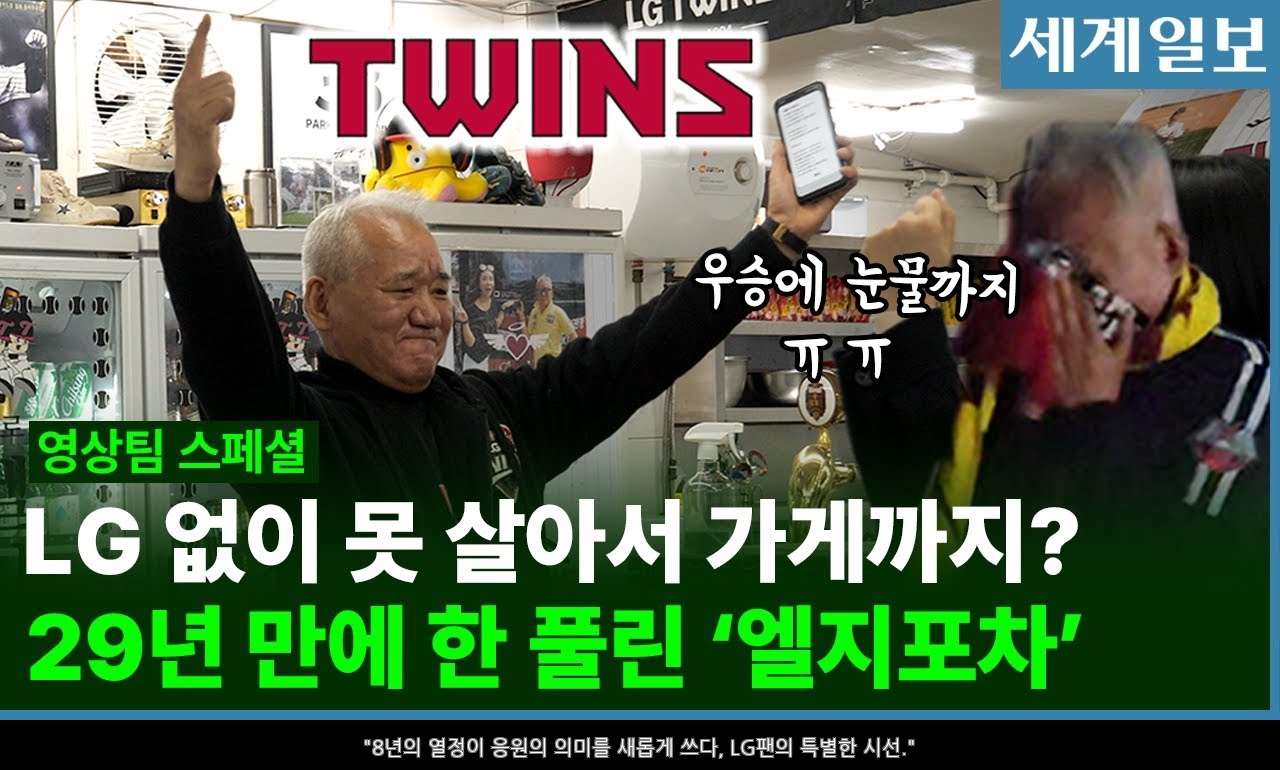 LG TWINS
세계일보
TWINS
우승에 눈물까지
ㅠㅠ
영상팀 스페셜
LG 없이 못 살아서 가게까지?
29년 만에 한 풀린 ‘엘지포차’
"8년의 열정이 응원의 의미를 새롭게 쓰다, LG팬의 특별한 시선."